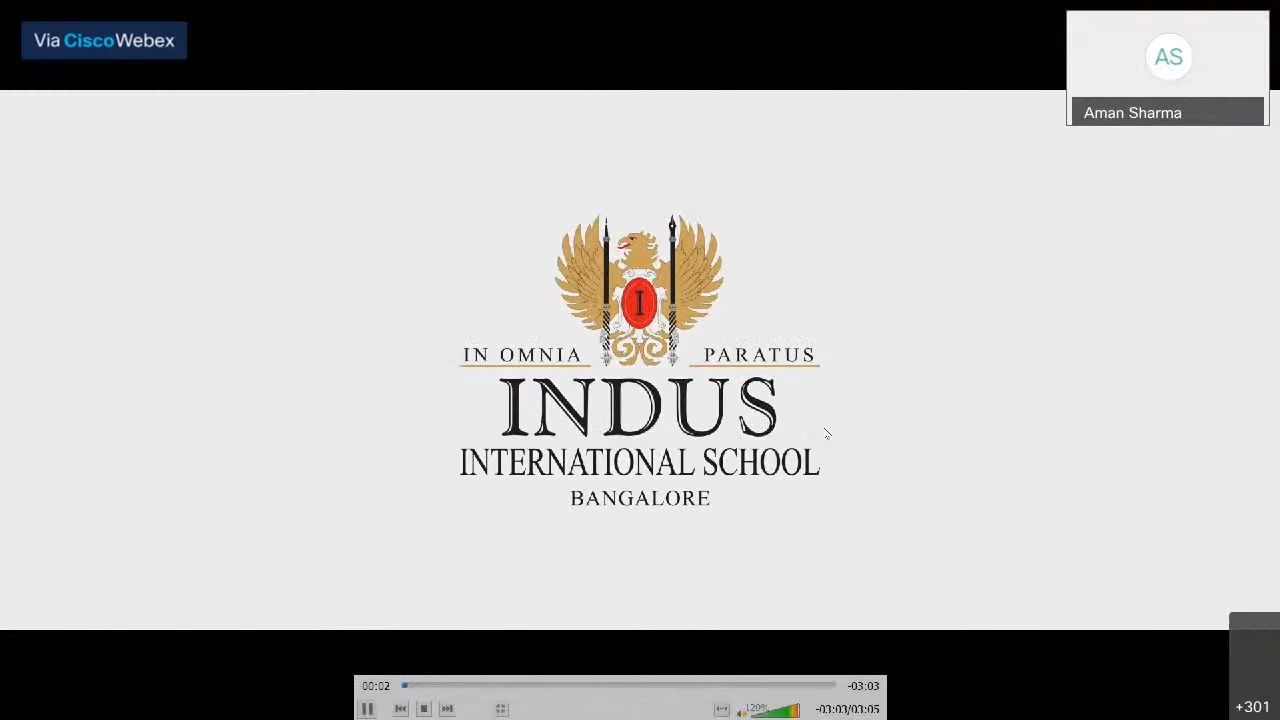 Via CiscoWebex
AS
Aman Sharma
I
IN OMNIA PARATUS
INDUS
INTERNATIONAL SCHOOL
BANGALORE
00:02 -03:03
120% -03:03/03:05
+301